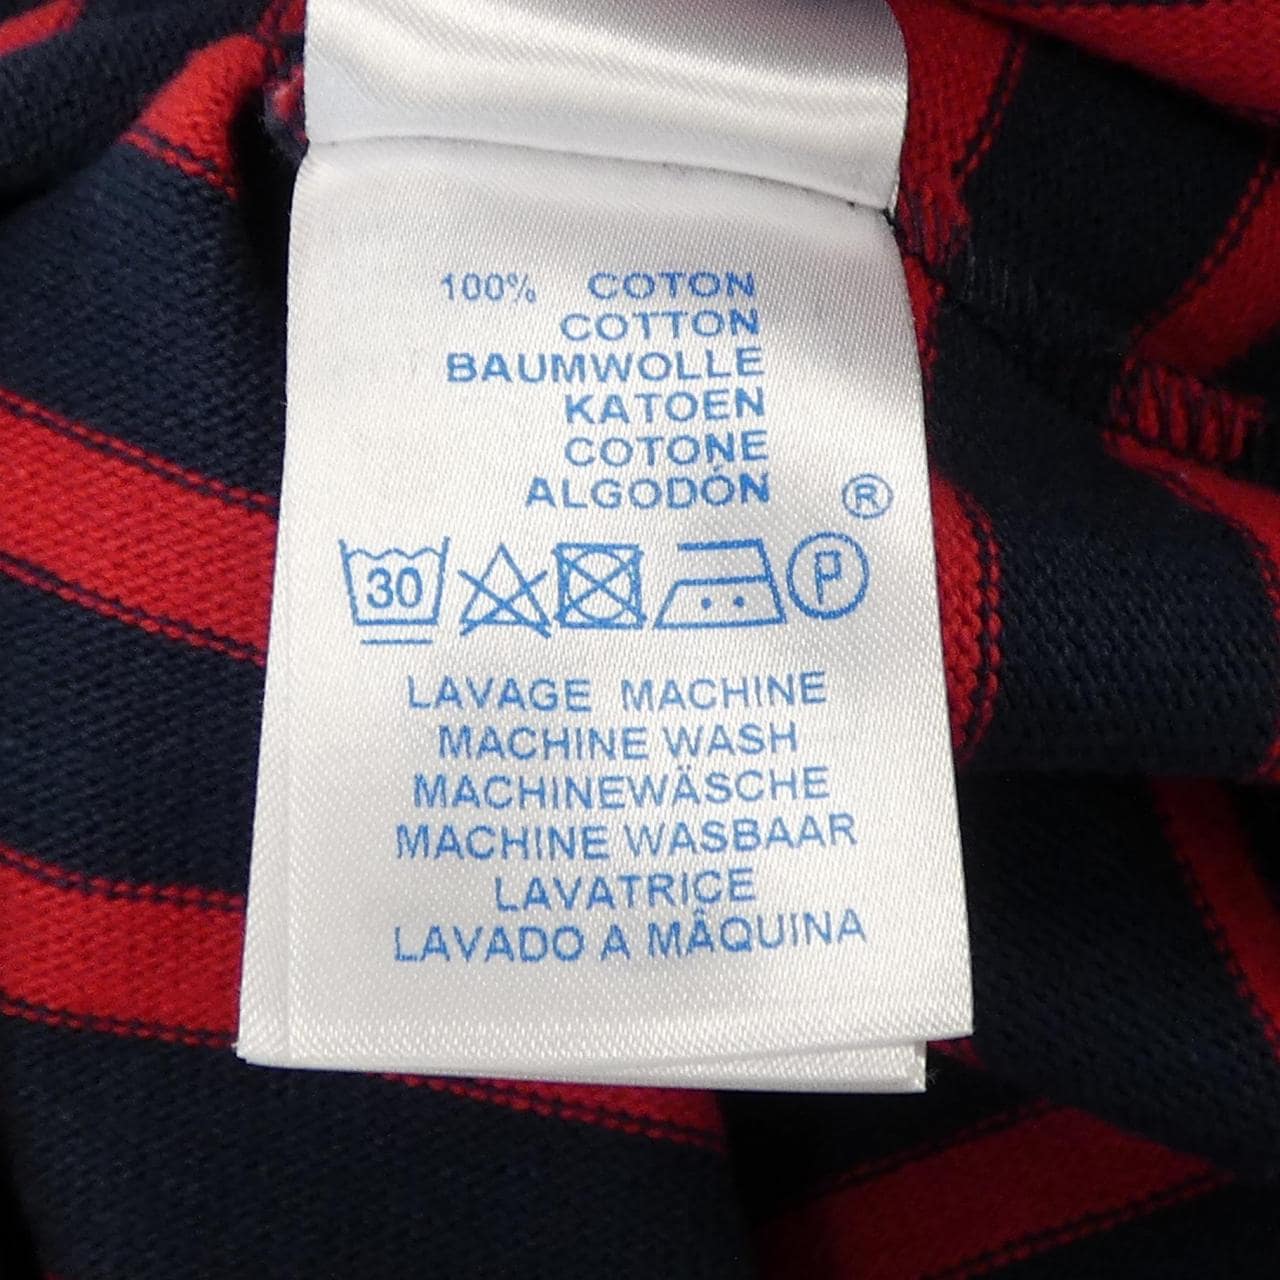 100% COTON
COTTON
BAUMWOLLE
KATOEN
COTONE
ALGODÓN
®
30 P
LAVAGE MACHINE
MACHINE WASH
MACHINEWÄSCHE
MACHINE WASBAAR
LAVATRICE
LAVADO A MÂQUINA